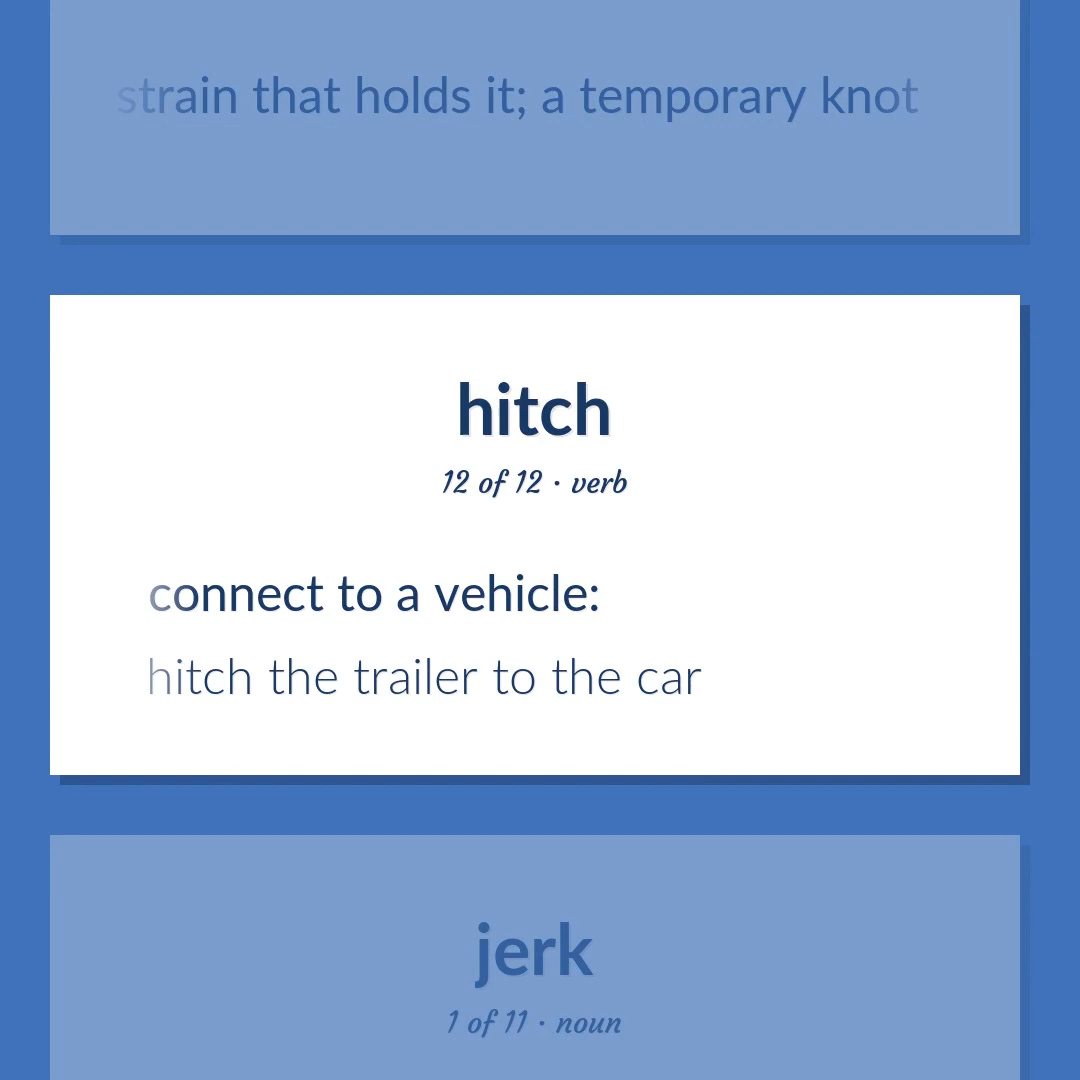 strain that holds it; a temporary knot
hitch
12 of 12 · verb
connect to a vehicle:
hitch the trailer to the car
jerk
1 of 11 · noun